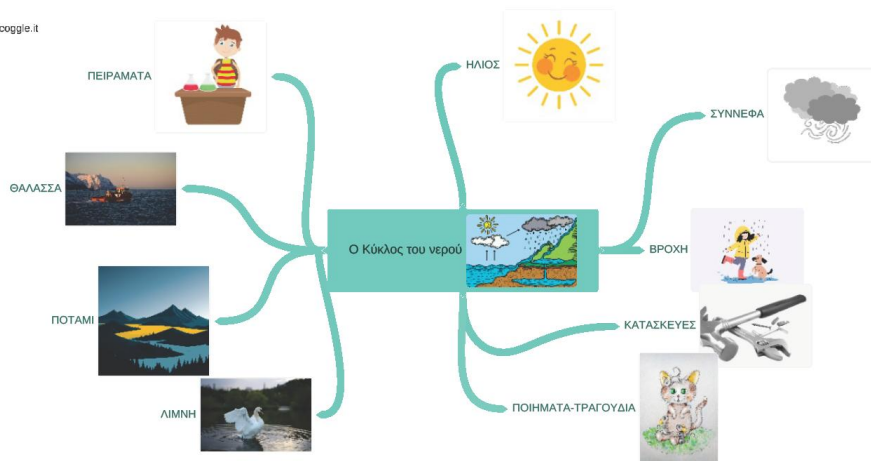 coggle.it
ΠΕΙΡΑΜΑΤΑ
ΗΛΙΟΣ
ΣΥΝΝΕΦΑ
ΘΑΛΑΣΣΑ
Ο Κύκλος του νερού
ΒΡΟΧΗ
ΠΟΤΑΜΙ
ΚΑΤΑΣΚΕΥΕΣ
ΛΙΜΝΗ
ΠΟΙΗΜΑΤΑ-ΤΡΑΓΟΥΔΙΑ